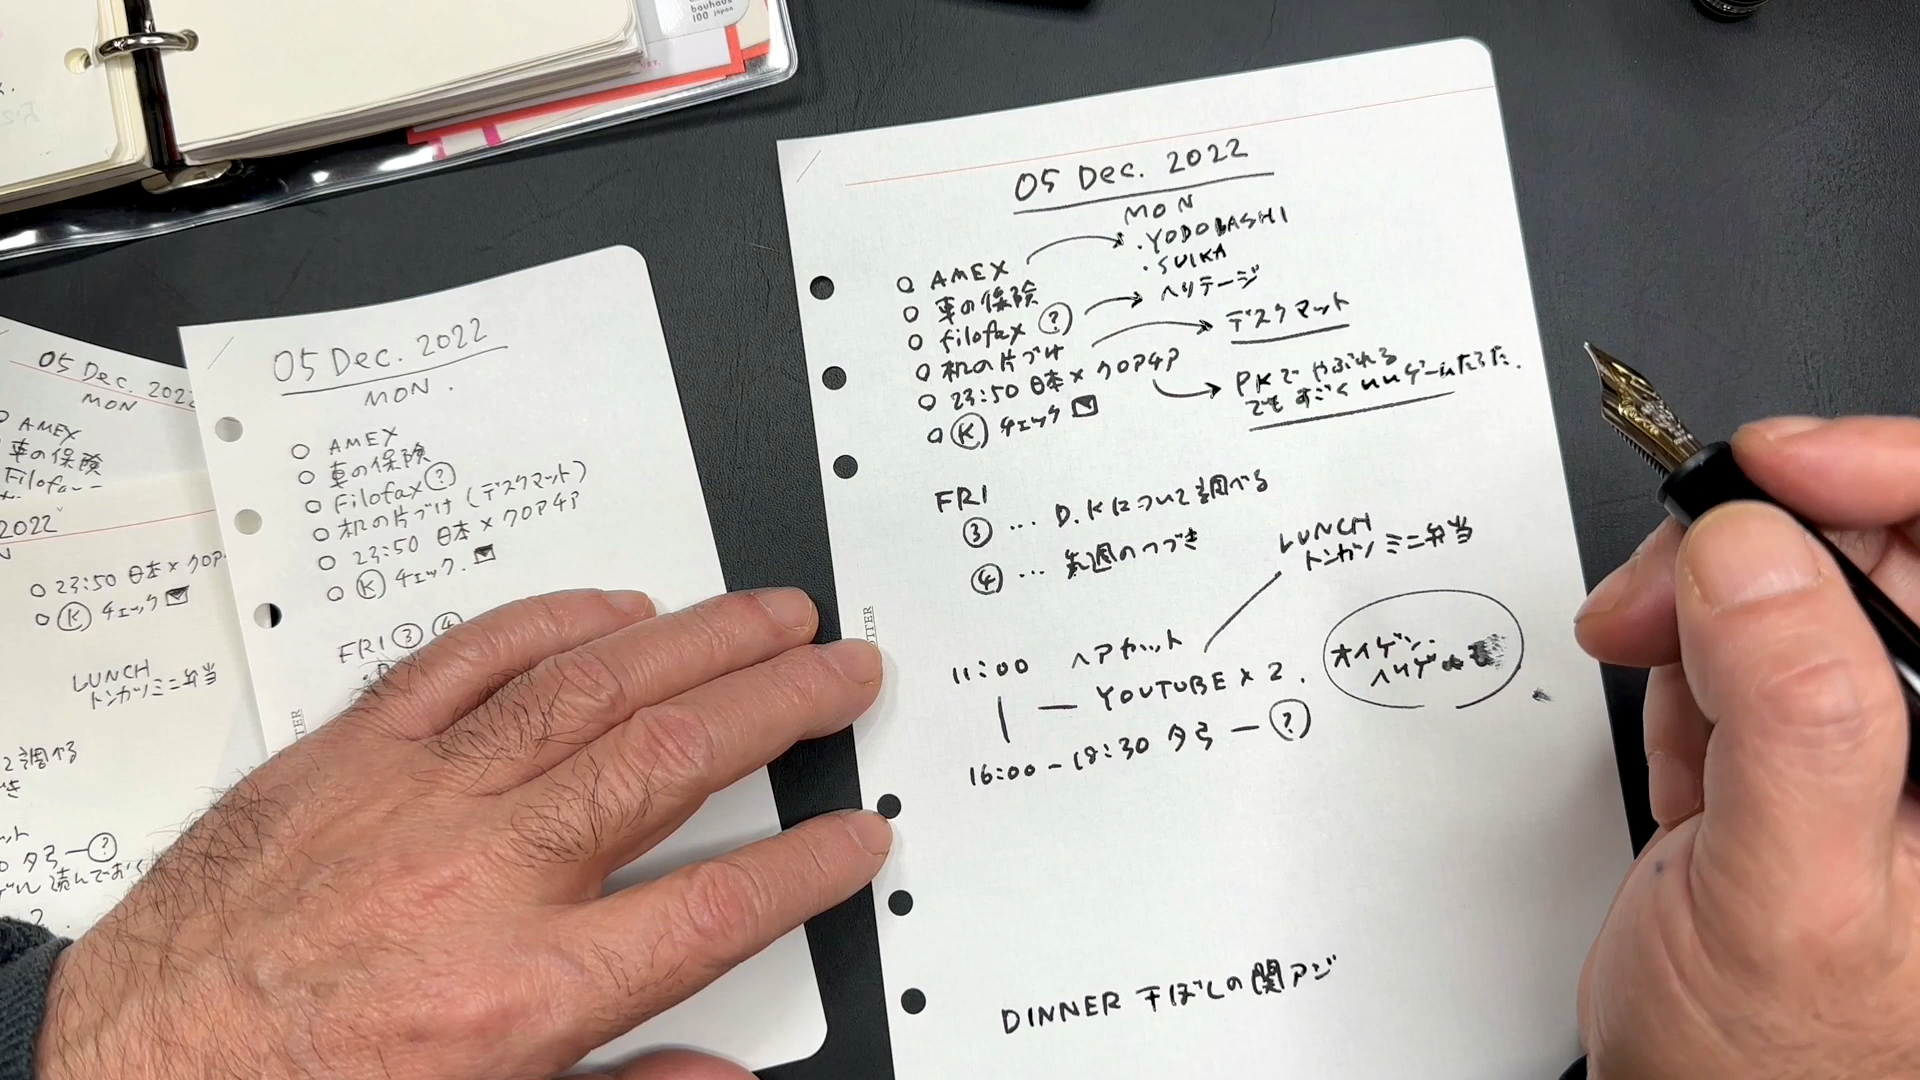 bauhaus
100 japan
05 Dec. 2022
MON
・YODOBASHI
・SUIKA
ヘリテージ
○ AMEX
○ 車の保険
○ filofax ?
○ 机の片づけ
デスクマット
○ 23:50 日本×クロアチア
PKでやぶれる
でもすごくいいゲームだった.
○ K チェック
FRI
③ … D.Kについて調べる
④ … 先週のつづき
LUNCH
トンカツミニ弁当
11:00 ヘアカット
YOUTUBE × 2.
オイゲン・
ヘリゲル
16:00 - 18:30 夕弓 — ?
DINNER 干ぼしの関アジ
05 Dec. 2022
MON.
○ AMEX
○ 車の保険
○ Filofax ?
○ 机の片づけ (デスクマット)
○ 23:50 日本×クロアチア
○ K チェック.
FRI ③ ④
05 Dec. 2022
MON
○ AMEX
車の保険
Filofax
2022
○ 23:50 日本×クロア
○ K チェック
LUNCH
トンカツミニ弁当
調べる
夕弓 — ?
読んでおく
2